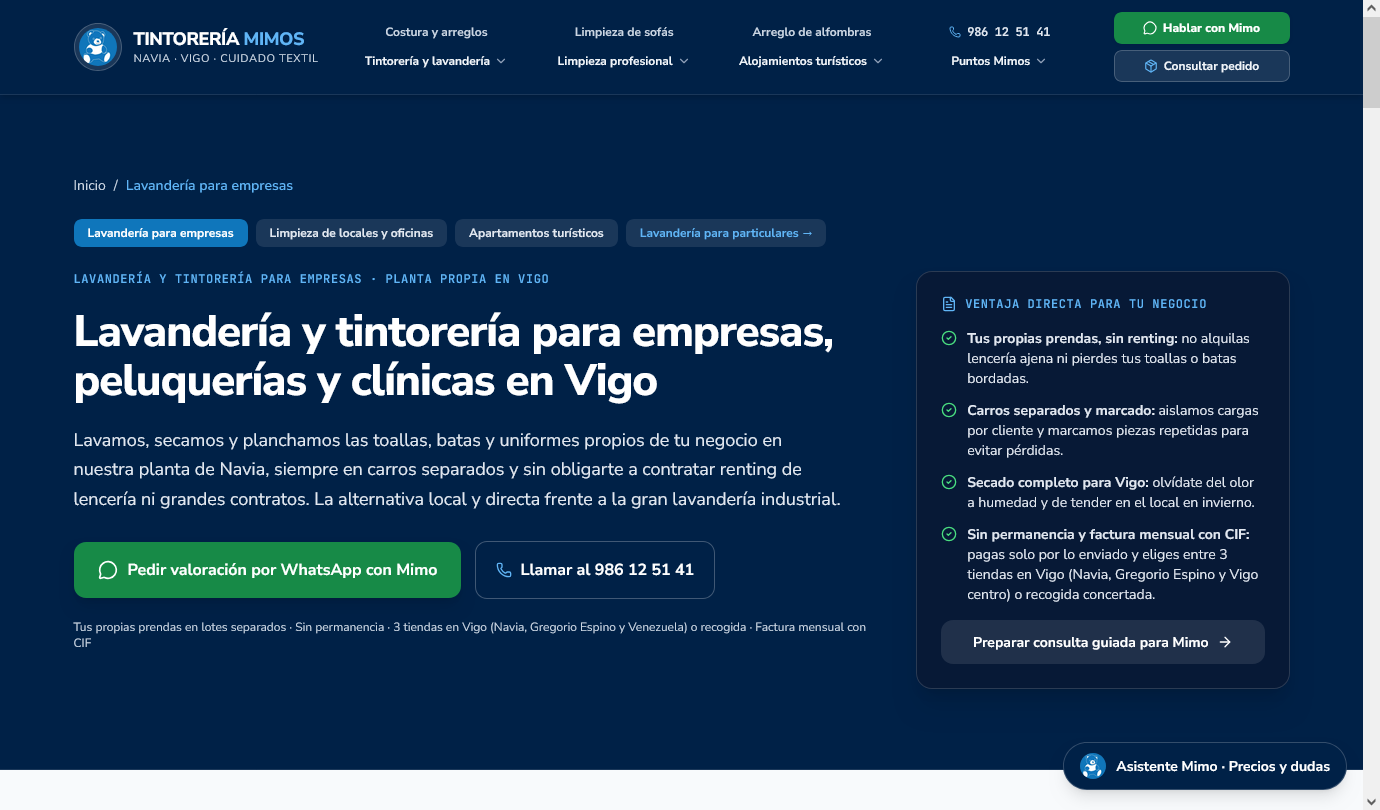 TINTORERÍA MIMOS
NAVIA · VIGO · CUIDADO TEXTIL
Costura y arreglos
Limpieza de sofás
Arreglo de alfombras
986 12 51 41
Tintorería y lavandería
Limpieza profesional
Alojamientos turísticos
Puntos Mimos
Hablar con Mimo
Consultar pedido
Inicio / Lavandería para empresas
Lavandería para empresas
Limpieza de locales y oficinas
Apartamentos turísticos
Lavandería para particulares →
LAVANDERÍA Y TINTORERÍA PARA EMPRESAS · PLANTA PROPIA EN VIGO
Lavandería y tintorería para empresas,
peluquerías y clínicas en Vigo
Lavamos, secamos y planchamos las toallas, batas y uniformes propios de tu negocio en
nuestra planta de Navia, siempre en carros separados y sin obligarte a contratar renting de
lencería ni grandes contratos. La alternativa local y directa frente a la gran lavandería industrial.
Pedir valoración por WhatsApp con Mimo
Llamar al 986 12 51 41
Tus propias prendas en lotes separados · Sin permanencia · 3 tiendas en Vigo (Navia, Gregorio Espino y Venezuela) o recogida · Factura mensual con
CIF
VENTAJA DIRECTA PARA TU NEGOCIO
Tus propias prendas, sin renting: no alquilas
lencería ajena ni pierdes tus toallas o batas
bordadas.
Carros separados y marcado: aislamos cargas
por cliente y marcamos piezas repetidas para
evitar pérdidas.
Secado completo para Vigo: olvídate del olor
a humedad y de tender en el local en invierno.
Sin permanencia y factura mensual con CIF:
pagas solo por lo enviado y eliges entre 3
tiendas en Vigo (Navia, Gregorio Espino y Vigo
centro) o recogida concertada.
Preparar consulta guiada para Mimo →
Asistente Mimo · Precios y dudas